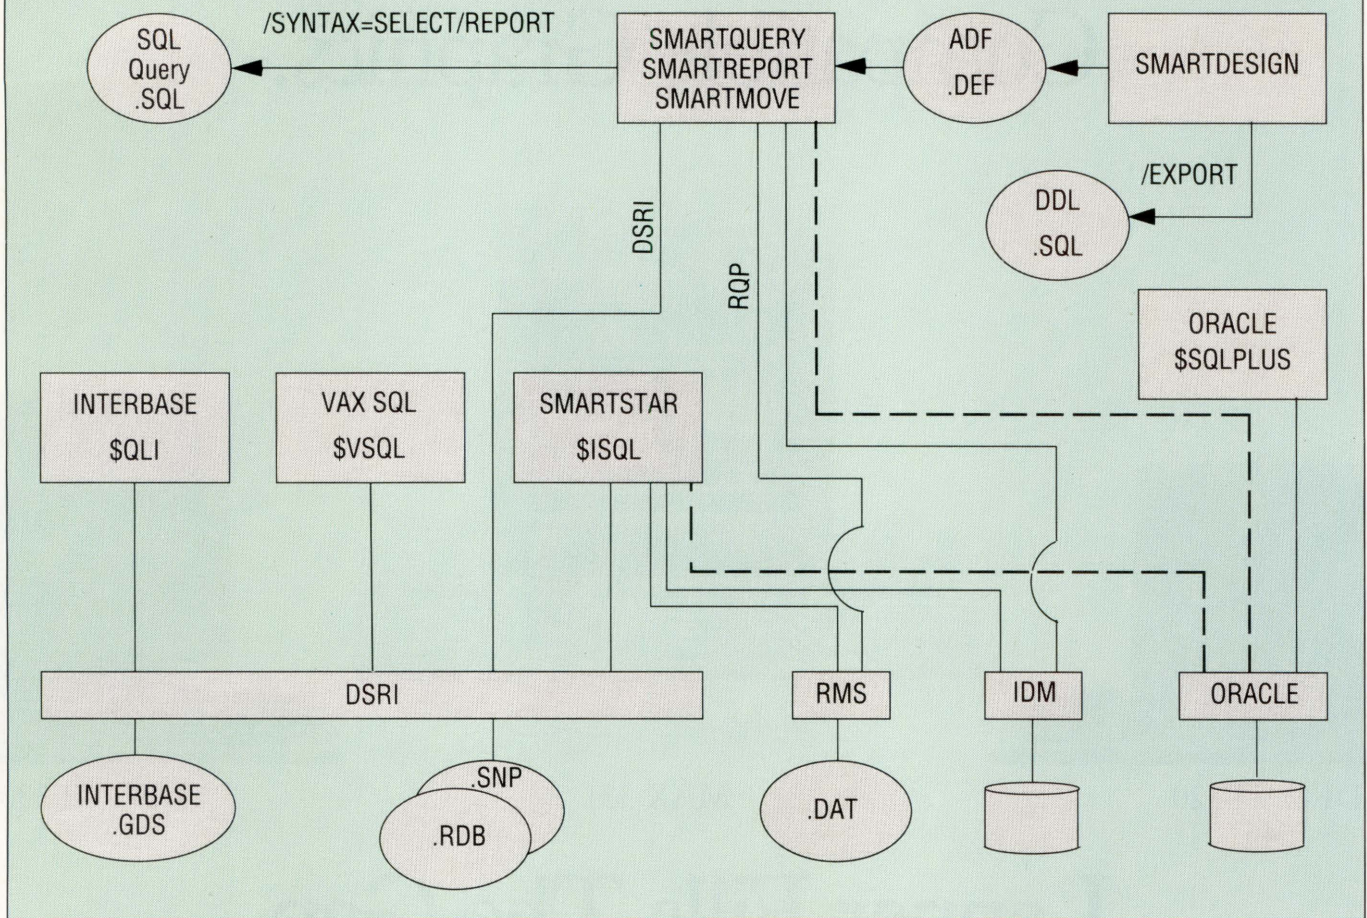 /SYNTAX=SELECT/REPORT
SQL
Query
.SQL
SMARTQUERY
SMARTREPORT
SMARTMOVE
ADF
.DEF
SMARTDESIGN
/EXPORT
DDL
.SQL
DSRI
RQP
ORACLE
$SQLPLUS
INTERBASE
$QLI
VAX SQL
$VSQL
SMARTSTAR
$ISQL
DSRI
RMS
IDM
ORACLE
INTERBASE
.GDS
.SNP
.RDB
.DAT